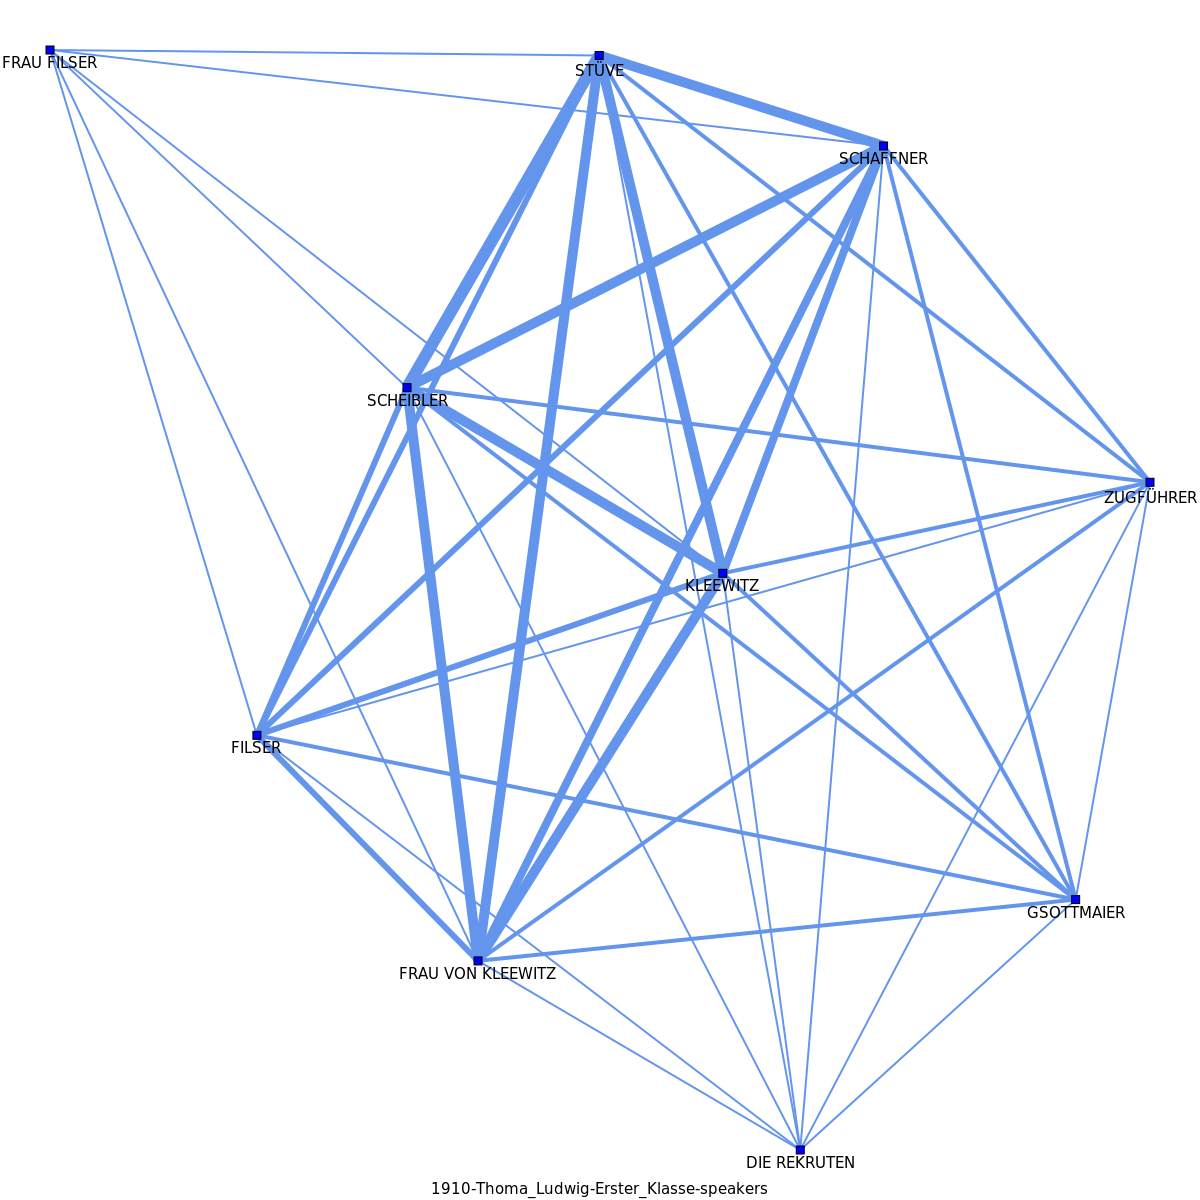 FRAU FILSER
STÜVE
SCHAFFNER
SCHEIBLER
ZUGFÜHRER
KLEEWITZ
FILSER
GSOTTMAIER
FRAU VON KLEEWITZ
DIE REKRUTEN
1910-Thoma_Ludwig-Erster_Klasse-speakers